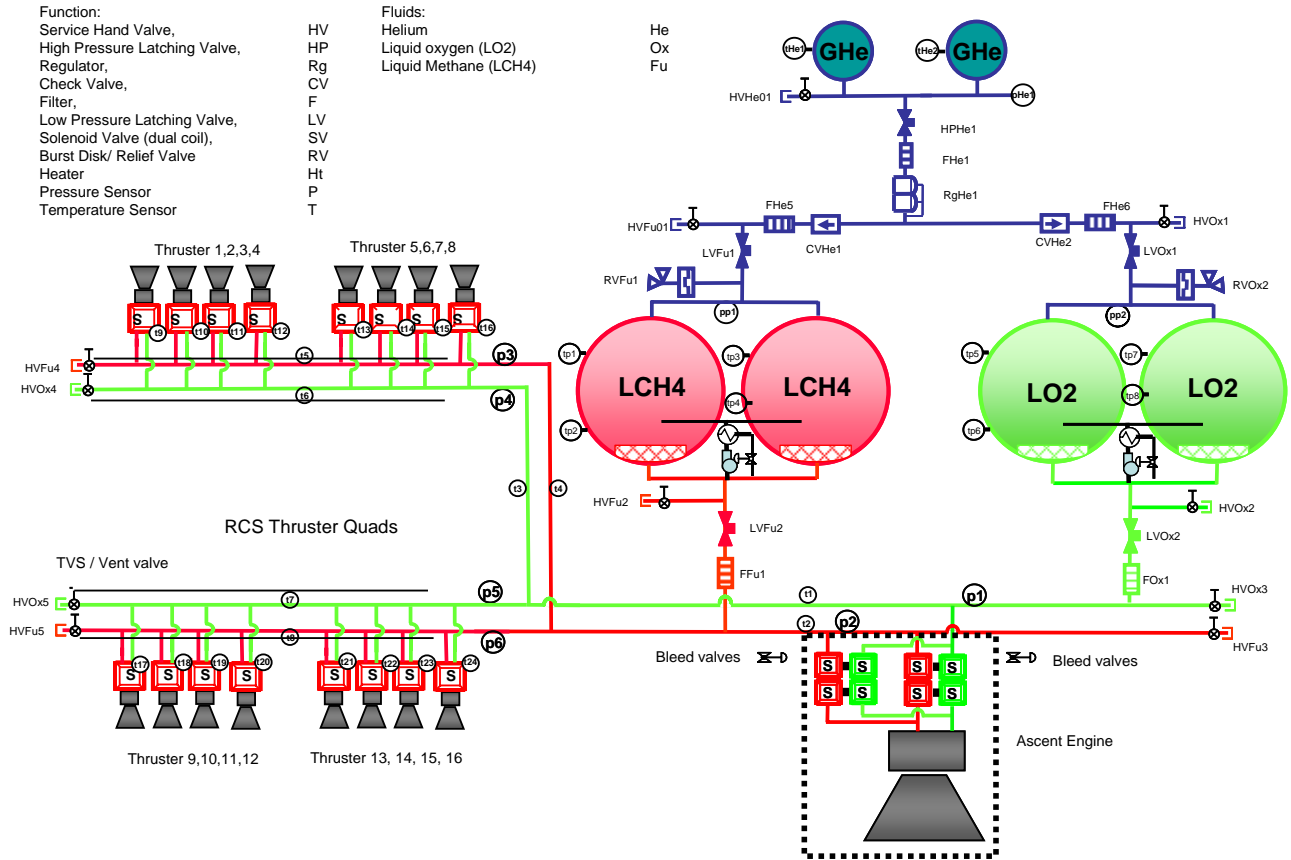 Function:
Service Hand Valve, HV
High Pressure Latching Valve, HP
Regulator, Rg
Check Valve, CV
Filter, F
Low Pressure Latching Valve, LV
Solenoid Valve (dual coil), SV
Burst Disk/ Relief Valve RV
Heater Ht
Pressure Sensor P
Temperature Sensor T
Fluids:
Helium He
Liquid oxygen (LO2) Ox
Liquid Methane (LCH4) Fu
tHe1 GHe tHe2 GHe
HVHe01 pHe1
HPHe1
FHe1
RgHe1
HVFu01 FHe5 CVHe1 CVHe2 FHe6 HVOx1
LVFu1 LVOx1
RVFu1 RVOx2
pp1 pp2
tp1 tp3 tp5 tp7
LCH4 LCH4 LO2 LO2
tp4 tp8
tp2 tp6
HVFu2 HVOx2
LVFu2 LVOx2
FFu1 FOx1
Thruster 1,2,3,4 Thruster 5,6,7,8
S S S S S S S S
t9 t10 t11 t12 t13 t14 t15 t16
HVFu4 t5 p3
HVOx4 t6 p4
t3 t4
RCS Thruster Quads
TVS / Vent valve
HVOx5 t7 p5 t1 p1 HVOx3
HVFu5 t8 p6 t2 p2 HVFu3
t17 t18 t19 t20 t21 t22 t23 t24
S S S S S S S S
Thruster 9,10,11,12 Thruster 13, 14, 15, 16
Bleed valves Bleed valves
S S S S
S S S S
Ascent Engine